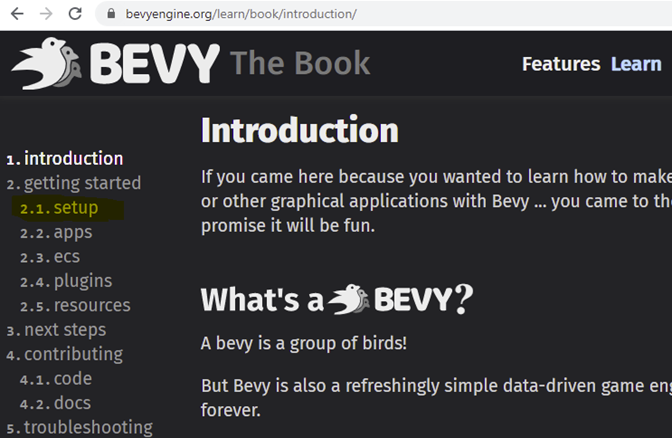 bevyengine.org/learn/book/introduction/
BEVY The Book
Features Learn
1. introduction
2. getting started
2.1. setup
2.2. apps
2.3. ecs
2.4. plugins
2.5. resources
3. next steps
4. contributing
4.1. code
4.2. docs
5. troubleshooting
Introduction
If you came here because you wanted to learn how to make
or other graphical applications with Bevy ... you came to the
promise it will be fun.
What's a BEVY?
A bevy is a group of birds!
But Bevy is also a refreshingly simple data-driven game eng
forever.